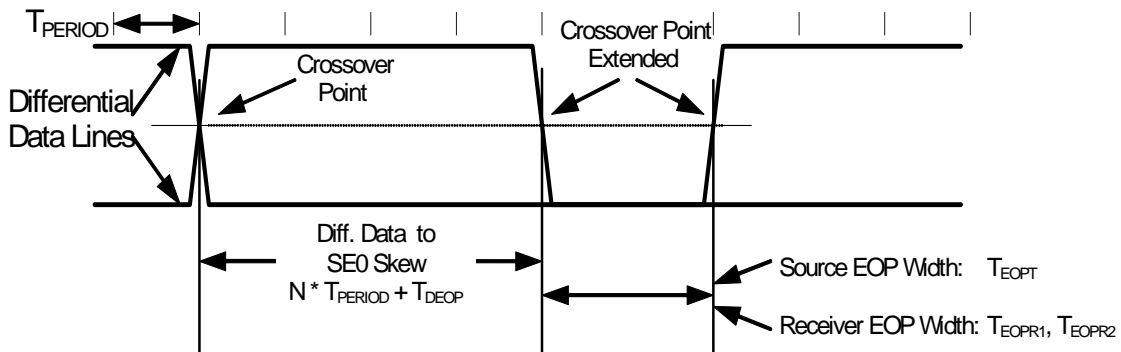 TPERIOD
Crossover
Point
Crossover Point
Extended
Differential
Data Lines
Diff. Data to
SE0 Skew
N * TPERIOD + TDEOP
Source EOP Width: TEOPT
Receiver EOP Width: TEOPR1, TEOPR2